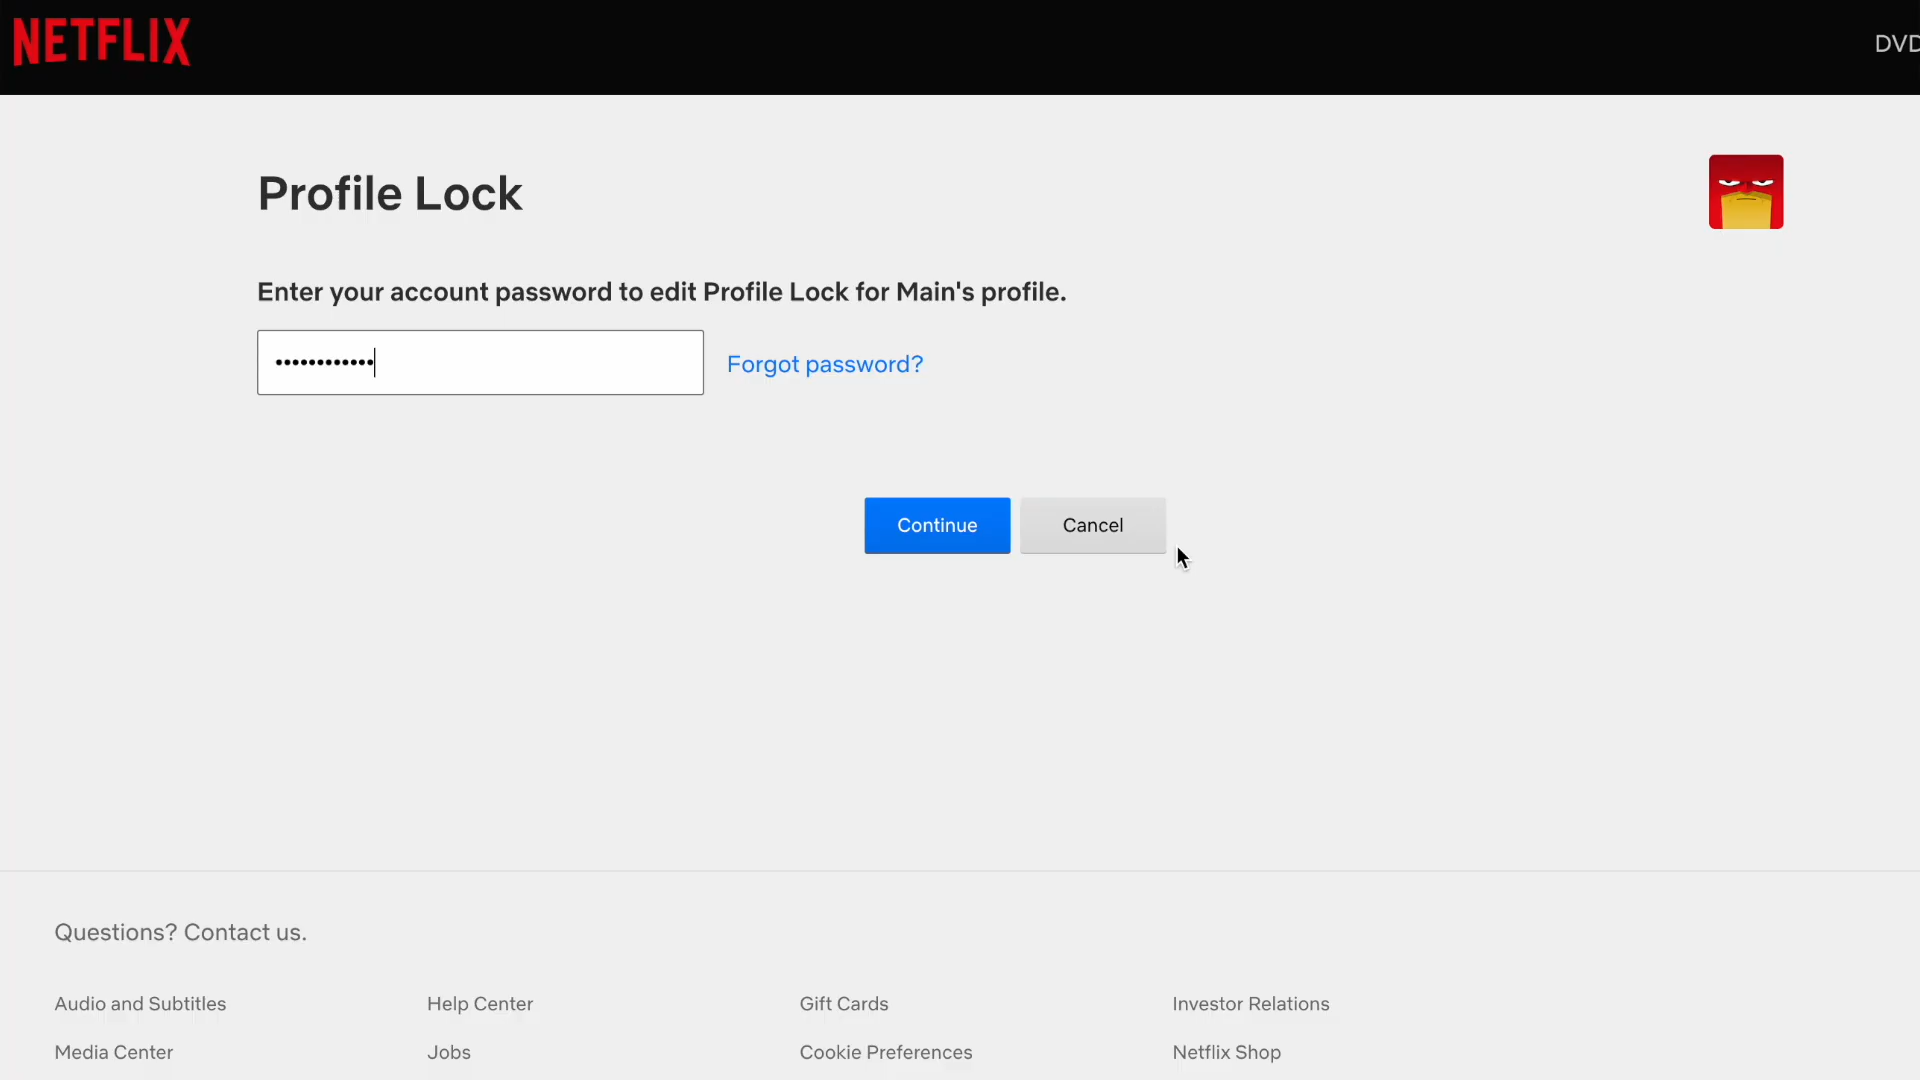 NETFLIX
DVD
Profile Lock
Enter your account password to edit Profile Lock for Main's profile.
••••••••••••
Forgot password?
Continue
Cancel
Questions? Contact us.
Audio and Subtitles
Help Center
Gift Cards
Investor Relations
Media Center
Jobs
Cookie Preferences
Netflix Shop